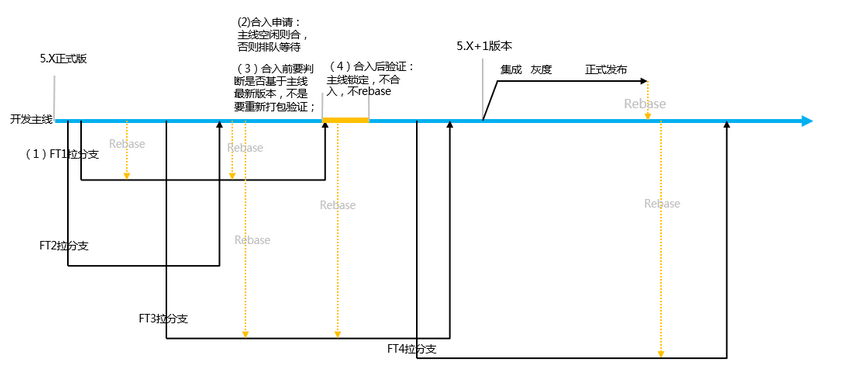 (2)合入申请：
主线空闲则合，
否则排队等待
5.X正式版
（3）合入前要判
断是否基于主线
最新版本，不是
要重新打包验证；
（4）合入后验证：
主线锁定，不合
入，不rebase
5.X+1版本
集成 灰度 正式发布
Rebase
开发主线
Rebase
Rebase
（1）FT1拉分支
Rebase
Rebase
FT2拉分支
Rebase
FT3拉分支
FT4拉分支